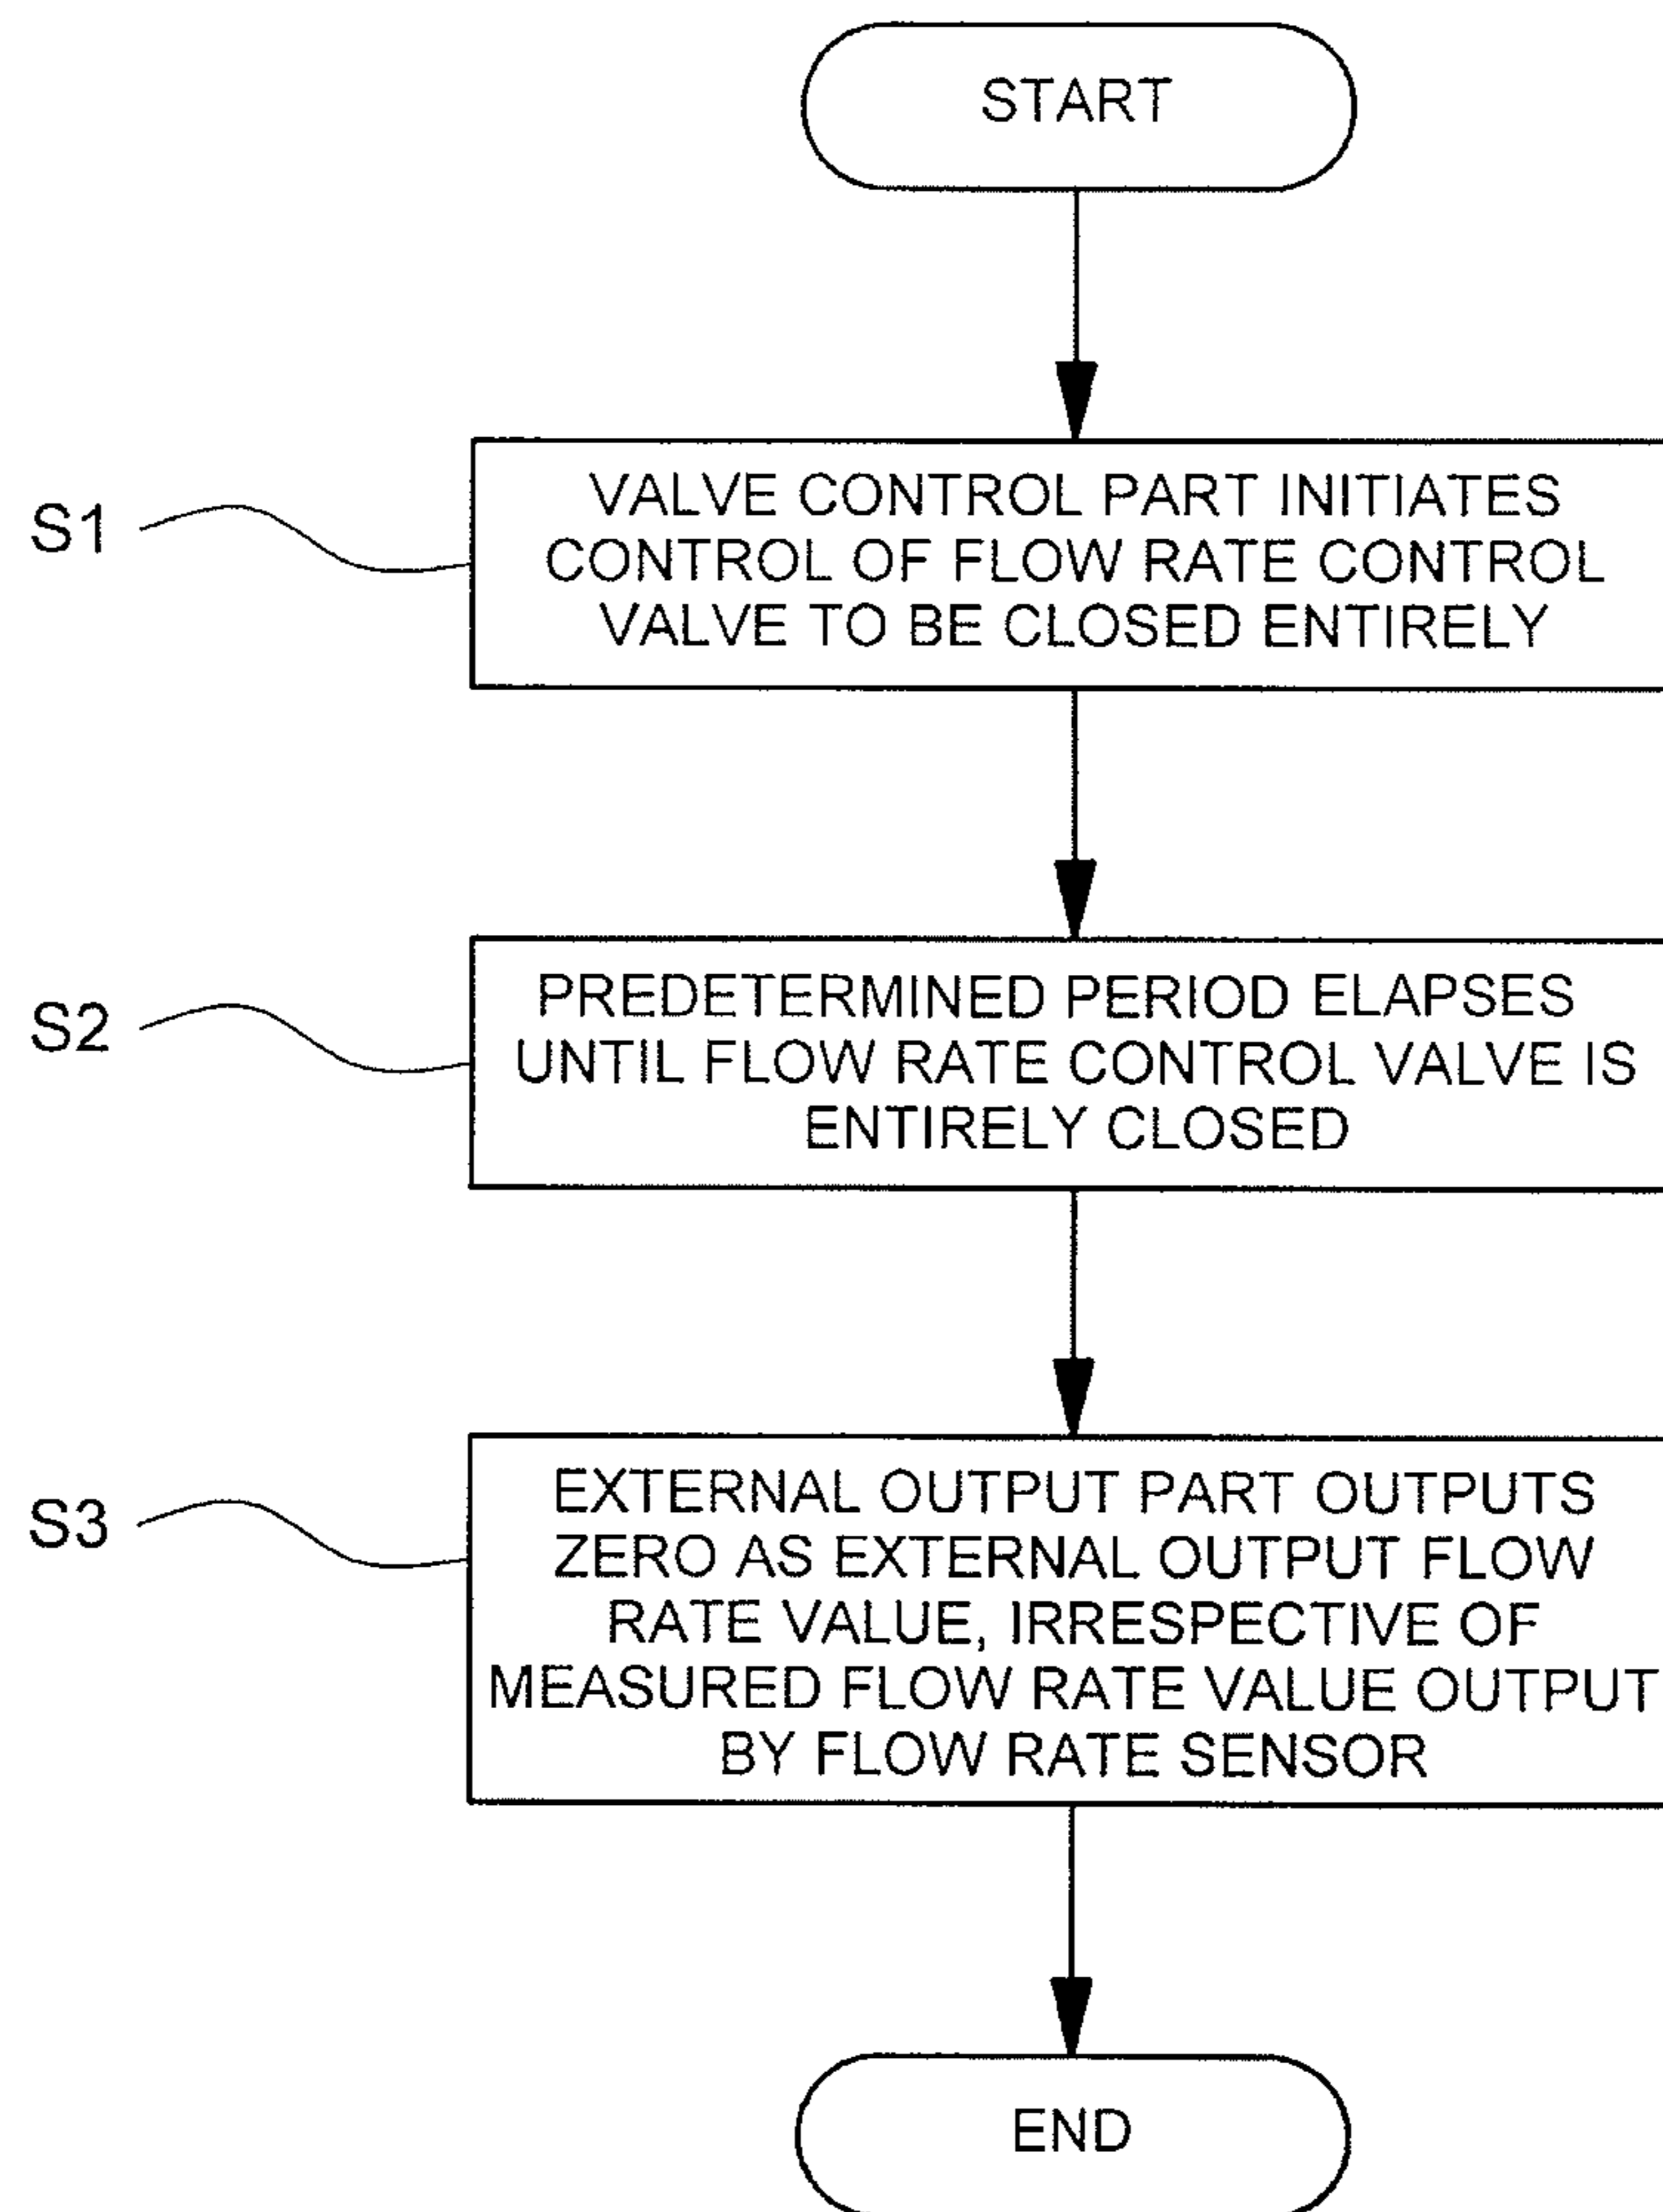 START
S1
VALVE CONTROL PART INITIATES
CONTROL OF FLOW RATE CONTROL
VALVE TO BE CLOSED ENTIRELY
S2
PREDETERMINED PERIOD ELAPSES
UNTIL FLOW RATE CONTROL VALVE IS
ENTIRELY CLOSED
S3
EXTERNAL OUTPUT PART OUTPUTS
ZERO AS EXTERNAL OUTPUT FLOW
RATE VALUE, IRRESPECTIVE OF
MEASURED FLOW RATE VALUE OUTPUT
BY FLOW RATE SENSOR
END